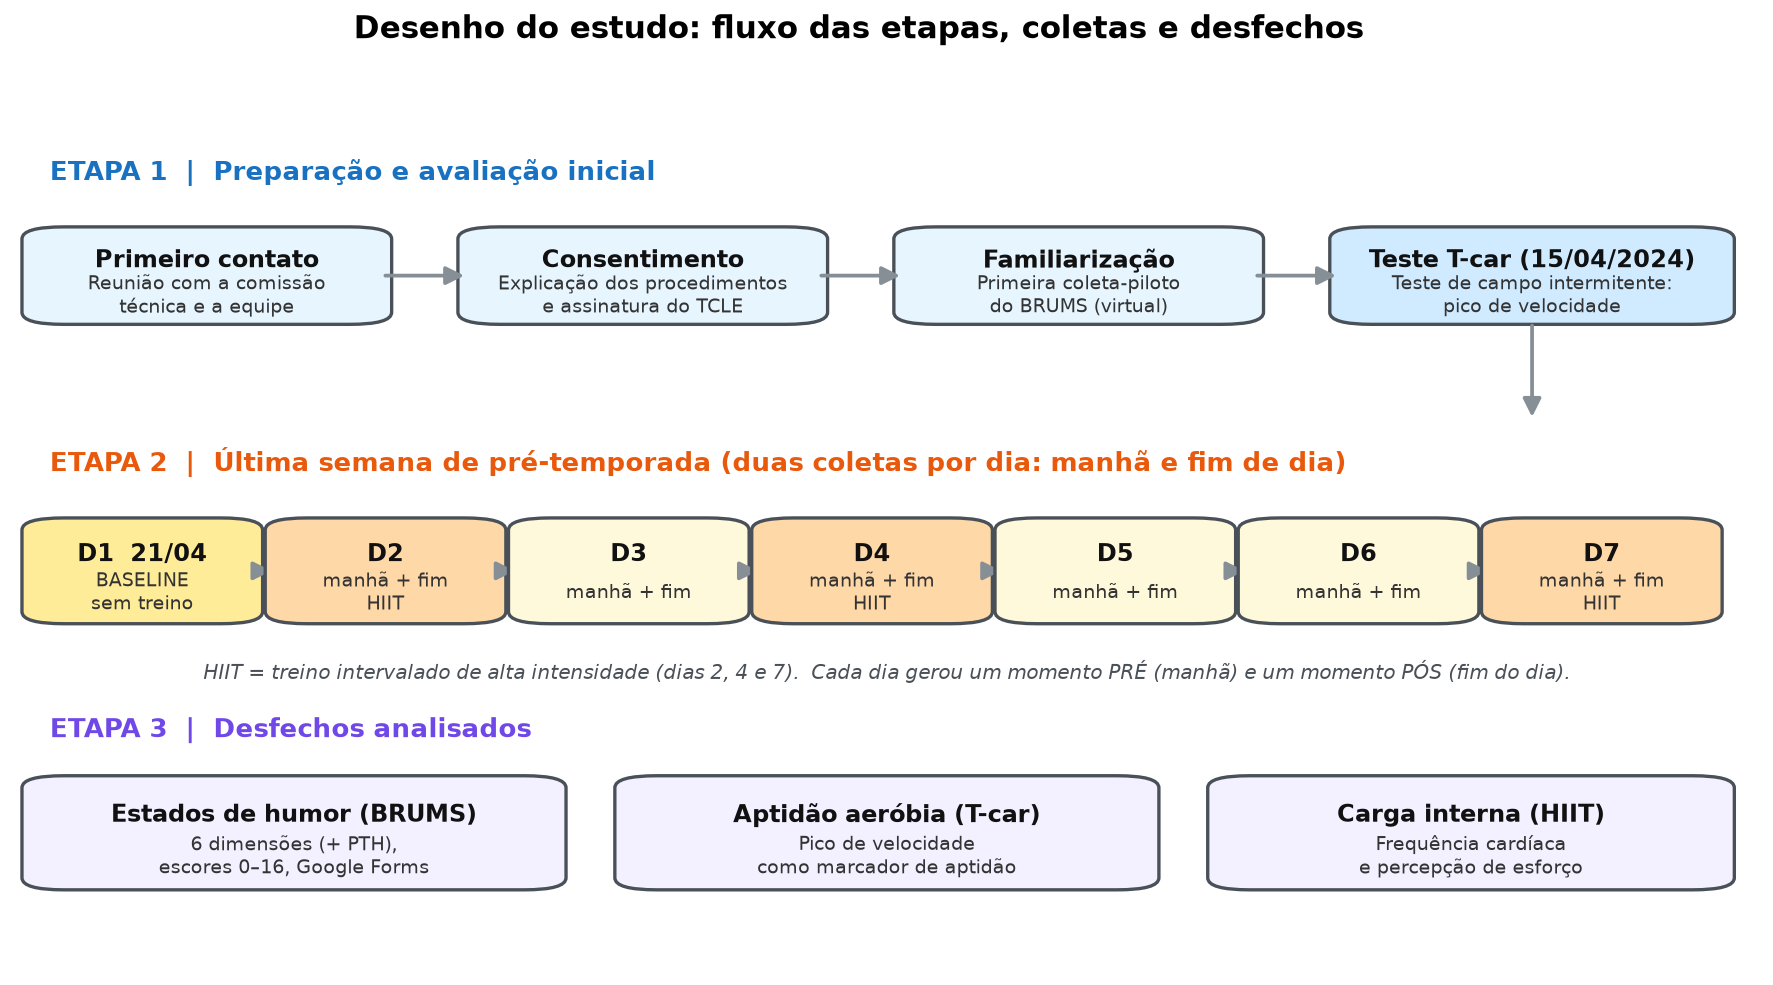 Desenho do estudo: fluxo das etapas, coletas e desfechos
ETAPA 1 | Preparação e avaliação inicial
Primeiro contato
Reunião com a comissão
técnica e a equipe
Consentimento
Explicação dos procedimentos
e assinatura do TCLE
Familiarização
Primeira coleta-piloto
do BRUMS (virtual)
Teste T-car (15/04/2024)
Teste de campo intermitente:
pico de velocidade
ETAPA 2 | Última semana de pré-temporada (duas coletas por dia: manhã e fim de dia)
D1 21/04
BASELINE
sem treino
D2
manhã + fim
HIIT
D3
manhã + fim
D4
manhã + fim
HIIT
D5
manhã + fim
D6
manhã + fim
D7
manhã + fim
HIIT
HIIT = treino intervalado de alta intensidade (dias 2, 4 e 7). Cada dia gerou um momento PRÉ (manhã) e um momento PÓS (fim do dia).
ETAPA 3 | Desfechos analisados
Estados de humor (BRUMS)
6 dimensões (+ PTH),
escores 0–16, Google Forms
Aptidão aeróbia (T-car)
Pico de velocidade
como marcador de aptidão
Carga interna (HIIT)
Frequência cardíaca
e percepção de esforço